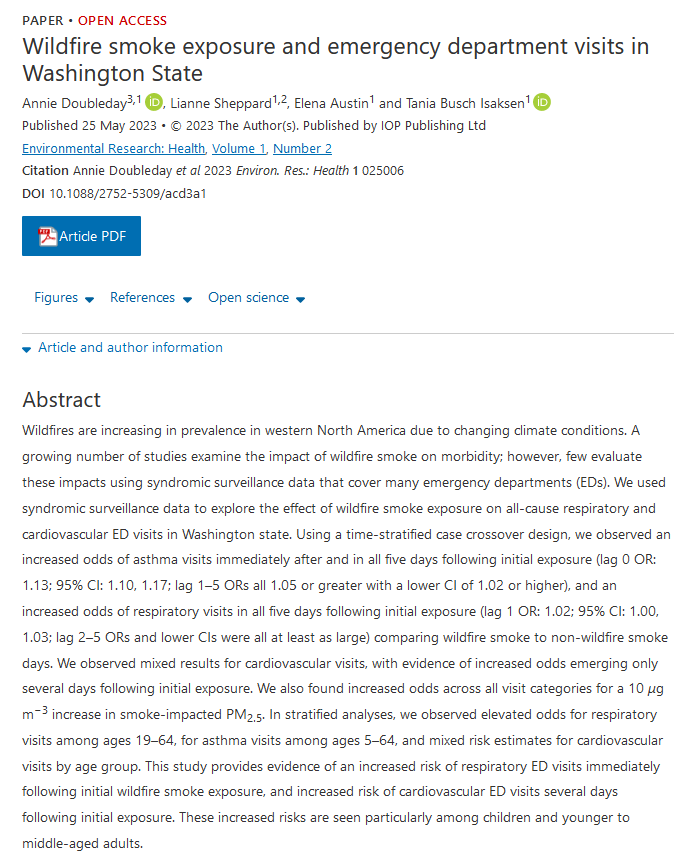 PAPER • OPEN ACCESS
Wildfire smoke exposure and emergency department visits in
Washington State
Annie Doubleday3,1 iD, Lianne Sheppard1,2, Elena Austin1 and Tania Busch Isaksen1 iD
Published 25 May 2023 • © 2023 The Author(s). Published by IOP Publishing Ltd
Environmental Research: Health, Volume 1, Number 2
Citation Annie Doubleday et al 2023 Environ. Res.: Health 1 025006
DOI 10.1088/2752-5309/acd3a1
Article PDF
Figures References Open science
Article and author information
Abstract
Wildfires are increasing in prevalence in western North America due to changing climate conditions. A
growing number of studies examine the impact of wildfire smoke on morbidity; however, few evaluate
these impacts using syndromic surveillance data that cover many emergency departments (EDs). We used
syndromic surveillance data to explore the effect of wildfire smoke exposure on all-cause respiratory and
cardiovascular ED visits in Washington state. Using a time-stratified case crossover design, we observed an
increased odds of asthma visits immediately after and in all five days following initial exposure (lag 0 OR:
1.13; 95% CI: 1.10, 1.17; lag 1–5 ORs all 1.05 or greater with a lower CI of 1.02 or higher), and an
increased odds of respiratory visits in all five days following initial exposure (lag 1 OR: 1.02; 95% CI: 1.00,
1.03; lag 2–5 ORs and lower CIs were all at least as large) comparing wildfire smoke to non-wildfire smoke
days. We observed mixed results for cardiovascular visits, with evidence of increased odds emerging only
several days following initial exposure. We also found increased odds across all visit categories for a 10 μg
m−3 increase in smoke-impacted PM2.5. In stratified analyses, we observed elevated odds for respiratory
visits among ages 19–64, for asthma visits among ages 5–64, and mixed risk estimates for cardiovascular
visits by age group. This study provides evidence of an increased risk of respiratory ED visits immediately
following initial wildfire smoke exposure, and increased risk of cardiovascular ED visits several days
following initial exposure. These increased risks are seen particularly among children and younger to
middle-aged adults.